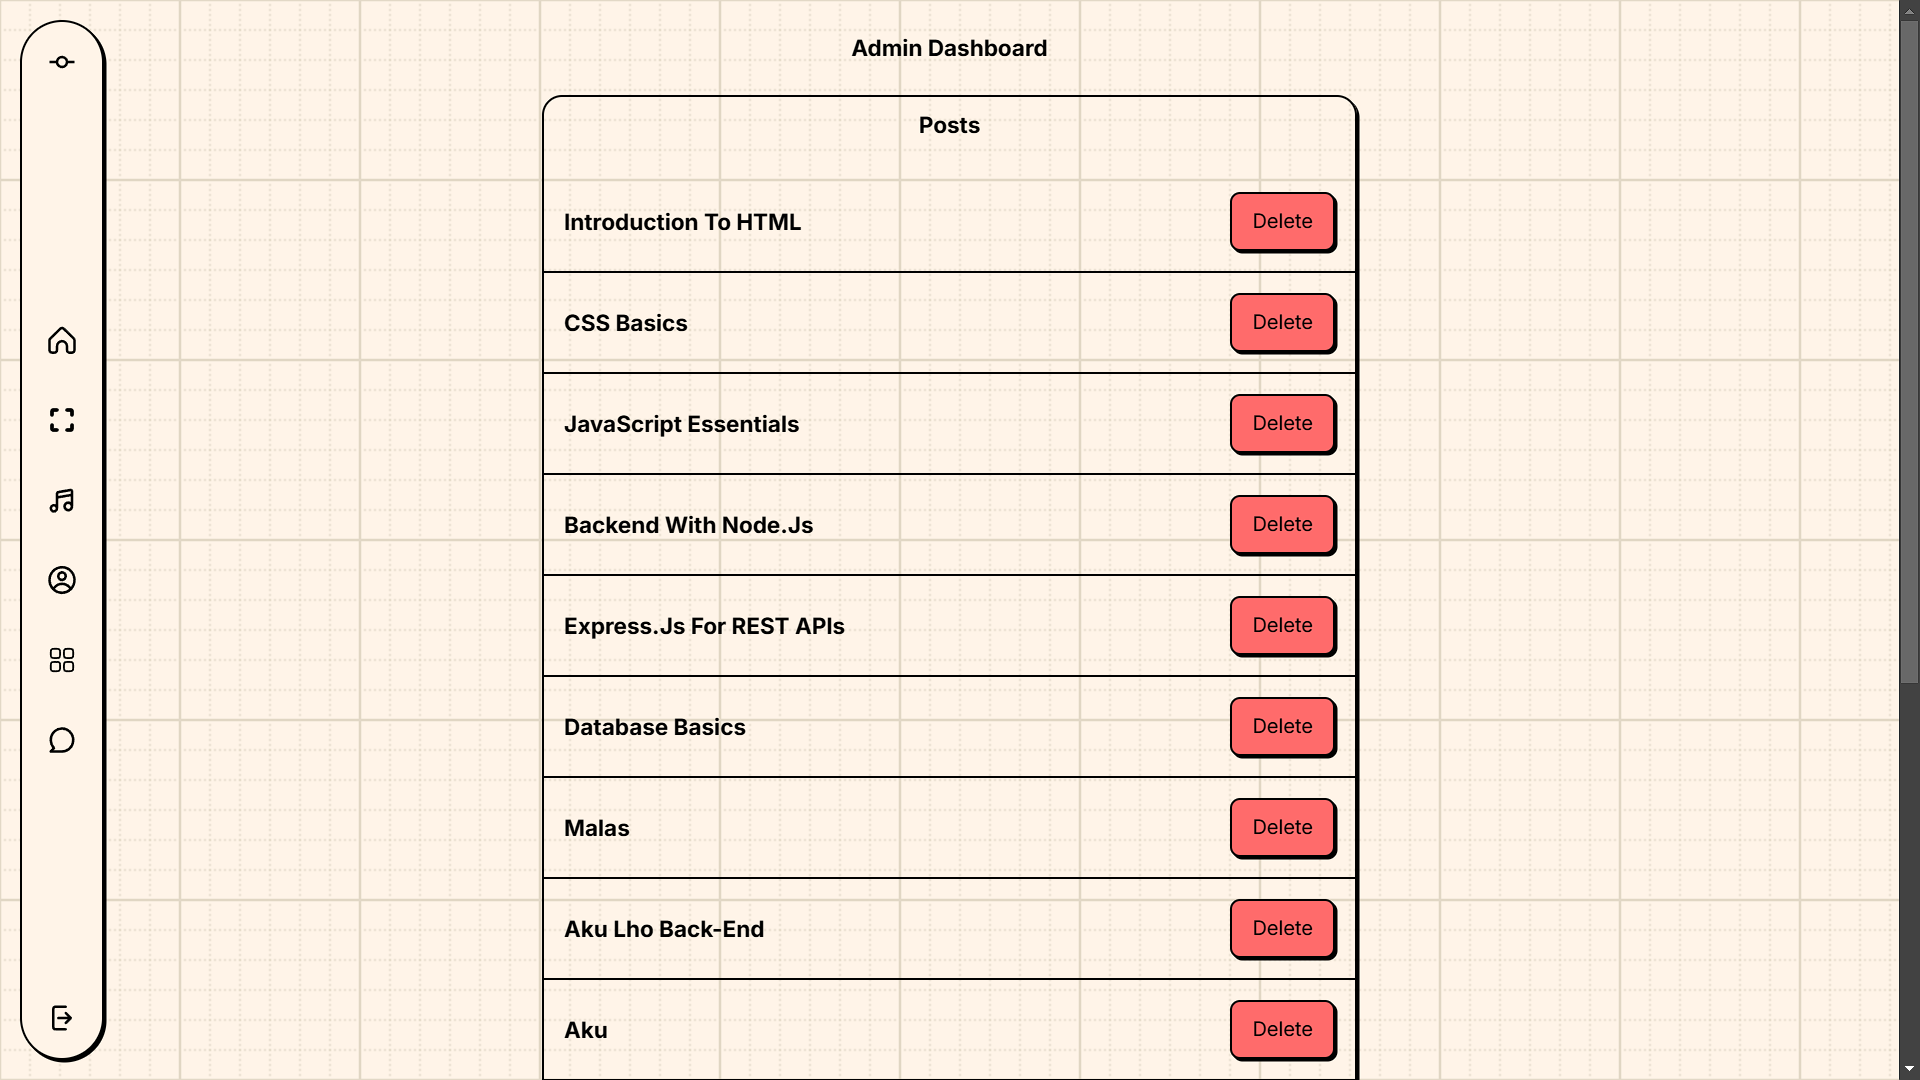 Admin Dashboard
Posts
Introduction To HTML
Delete
CSS Basics
Delete
JavaScript Essentials
Delete
Backend With Node.Js
Delete
Express.Js For REST APIs
Delete
Database Basics
Delete
Malas
Delete
Aku Lho Back-End
Delete
Aku
Delete